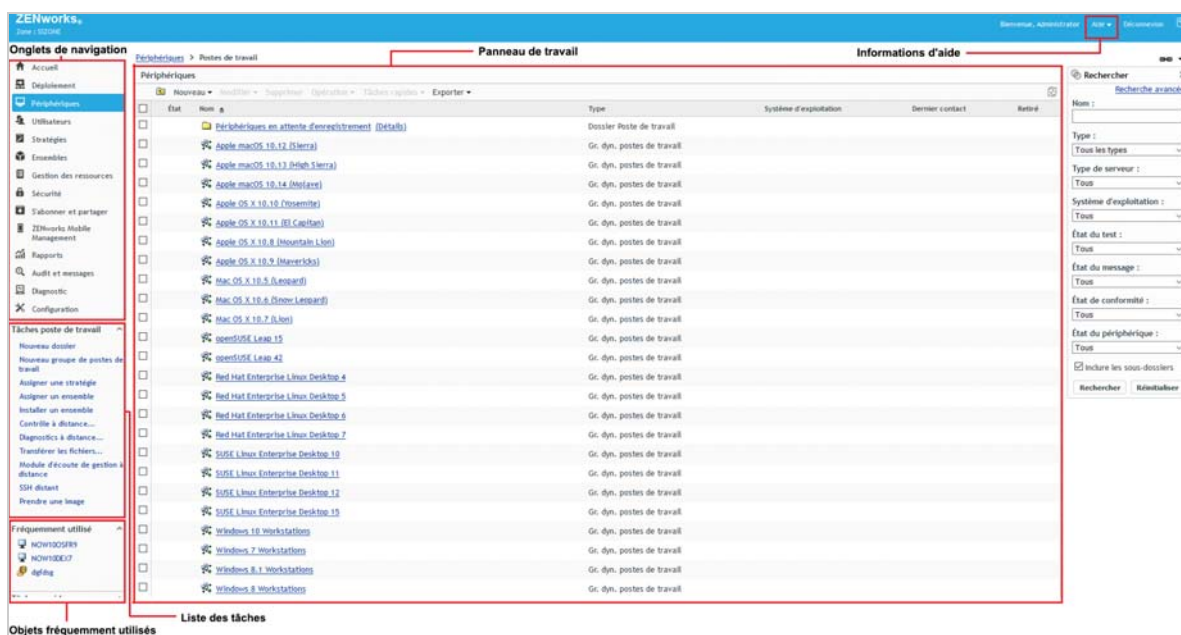 ZENworks®
Zone : SIZONE
Bienvenue, Administrator
Aide
Déconnexion
Onglets de navigation
Panneau de travail
Informations d'aide
Accueil
Déploiement
Périphériques
Utilisateurs
Stratégies
Ensembles
Gestion des ressources
Sécurité
S'abonner et partager
ZENworks Mobile
Management
Rapports
Audit et messages
Diagnostic
Configuration
Tâches poste de travail
Nouveau dossier
Nouveau groupe de postes de
travail
Assigner une stratégie
Assigner un ensemble
Installer un ensemble
Contrôle à distance...
Diagnostics à distance...
Transférer les fichiers...
Module d'écoute de gestion à
distance
SSH distant
Prendre une image
Fréquemment utilisé
NOW10OSFR9
NOW10DEX7
Périphériques > Postes de travail
Périphériques
Nouveau Modifier Supprimer Opération Tâches rapides Exporter
État Nom Type Système d'exploitation Dernier contact Retiré
Périphériques en attente d'enregistrement (Détails) Dossier Poste de travail
Apple macOS 10.12 (Sierra) Gr. dyn. postes de travail
Apple macOS 10.13 (High Sierra) Gr. dyn. postes de travail
Apple macOS 10.14 (Mojave) Gr. dyn. postes de travail
Apple OS X 10.10 (Yosemite) Gr. dyn. postes de travail
Apple OS X 10.11 (El Capitan) Gr. dyn. postes de travail
Apple OS X 10.8 (Mountain Lion) Gr. dyn. postes de travail
Apple OS X 10.9 (Mavericks) Gr. dyn. postes de travail
Mac OS X 10.5 (Leopard) Gr. dyn. postes de travail
Mac OS X 10.6 (Snow Leopard) Gr. dyn. postes de travail
Mac OS X 10.7 (Lion) Gr. dyn. postes de travail
openSUSE Leap 15 Gr. dyn. postes de travail
openSUSE Leap 42 Gr. dyn. postes de travail
Red Hat Enterprise Linux Desktop 4 Gr. dyn. postes de travail
Red Hat Enterprise Linux Desktop 5 Gr. dyn. postes de travail
Red Hat Enterprise Linux Desktop 6 Gr. dyn. postes de travail
Red Hat Enterprise Linux Desktop 7 Gr. dyn. postes de travail
SUSE Linux Enterprise Desktop 10 Gr. dyn. postes de travail
SUSE Linux Enterprise Desktop 11 Gr. dyn. postes de travail
SUSE Linux Enterprise Desktop 12 Gr. dyn. postes de travail
SUSE Linux Enterprise Desktop 15 Gr. dyn. postes de travail
Windows 10 Workstations Gr. dyn. postes de travail
Windows 7 Workstations Gr. dyn. postes de travail
Windows 8.1 Workstations Gr. dyn. postes de travail
Windows 8 Workstations Gr. dyn. postes de travail
Rechercher
Recherche avancé
Nom :
Type :
Tous les types
Type de serveur :
Tous
Système d'exploitation :
Tous
État du test :
Tous
État du message :
Tous
État de conformité :
Tous
État du périphérique :
Tous
Inclure les sous-dossiers
Rechercher Réinitialiser
Liste des tâches
Objets fréquemment utilisés